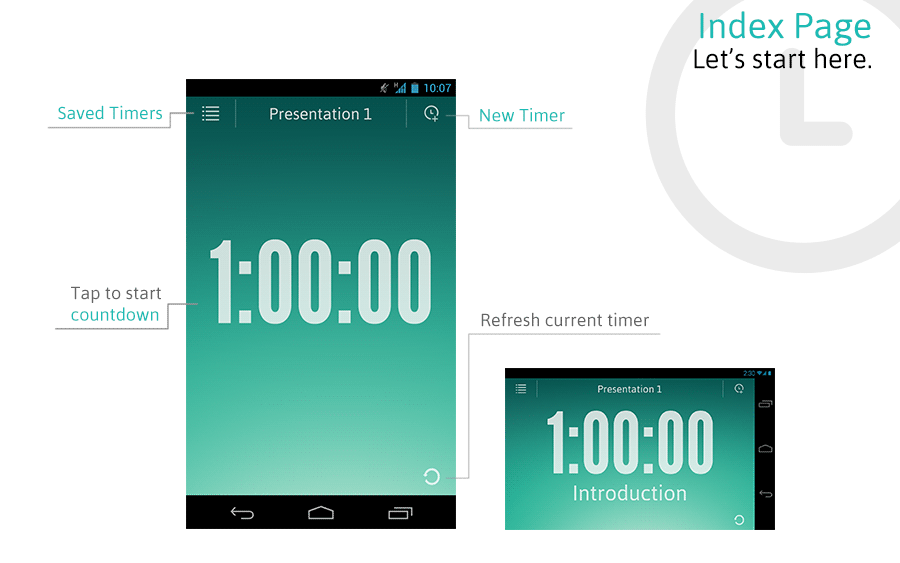 Index Page
Let's start here.
10:07
Saved Timers
Presentation 1
New Timer
1:00:00
Tap to start
countdown
Refresh current timer
2:30
Presentation 1
1:00:00
Introduction